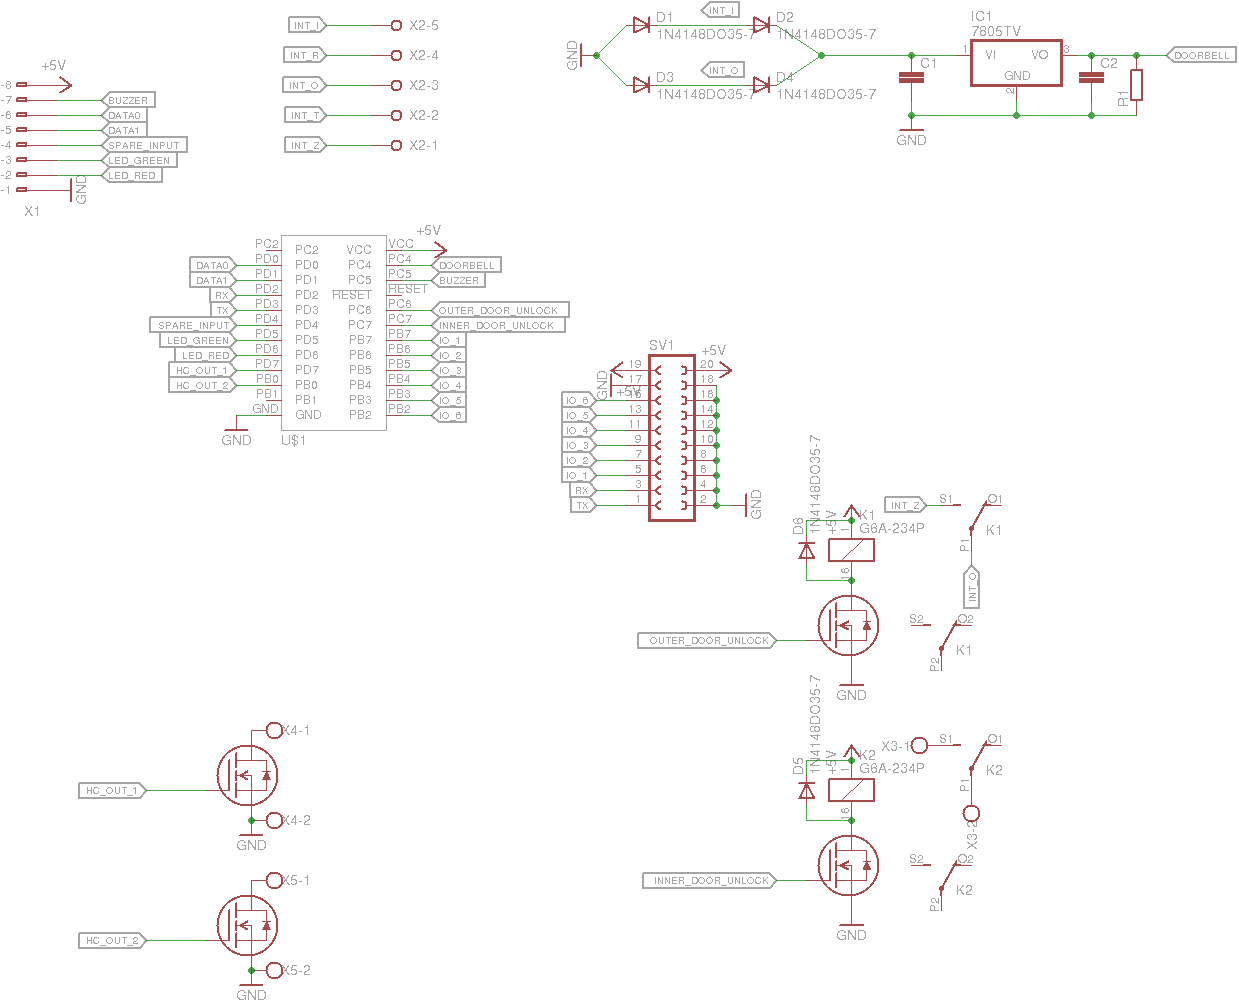 +5V
-8
-7 BUZZER
-6 DATA0
-5 DATA1
-4 SPARE_INPUT
-3 LED_GREEN
-2 LED_RED
-1
GND
X1
INT_I X2-5
INT_R X2-4
INT_O X2-3
INT_T X2-2
INT_Z X2-1
GND
D1
1N4148DO35-7
INT_I
D2
1N4148DO35-7
D3
1N4148DO35-7
INT_O
D4
1N4148DO35-7
C1
GND
IC1
7805TV
1 VI VO 3
GND
2
C2
R1
DOORBELL
+5V
PC2 PC2 VCC VCC
DATA0 PD0 PD0 PC4 PC4 DOORBELL
DATA1 PD1 PD1 PC5 PC5 BUZZER
RX PD2 PD2 RESET RESET
TX PD3 PD3 PC6 PC6 OUTER_DOOR_UNLOCK
SPARE_INPUT PD4 PD4 PC7 PC7 INNER_DOOR_UNLOCK
LED_GREEN PD5 PD5 PB7 PB7 IO_1
LED_RED PD6 PD6 PB6 PB6 IO_2
HC_OUT_1 PD7 PD7 PB5 PB5 IO_3
HC_OUT_2 PB0 PB0 PB4 PB4 IO_4
PB1 PB1 PB3 PB3 IO_5
GND GND PB2 PB2 IO_6
GND
U$1
SV1
+5V
19 20
GND
17 18
+5V
IO_6 15 16
IO_5 13 14
IO_4 11 12
IO_3 9 10
IO_2 7 8
IO_1 5 6
RX 3 4
TX 1 2
GND
1N4148DO35-7
D6
+5V
K1
G6A-234P
1
16
OUTER_DOOR_UNLOCK
GND
INT_Z S1 O1
K1
P1
INT_O
S2 O2
K1
P2
1N4148DO35-7
D5
+5V
K2
G6A-234P
1
16
INNER_DOOR_UNLOCK
GND
X3-1 S1 O1
K2
P1
X3-2
S2 O2
K2
P2
X4-1
HC_OUT_1
X4-2
GND
X5-1
HC_OUT_2
X5-2
GND